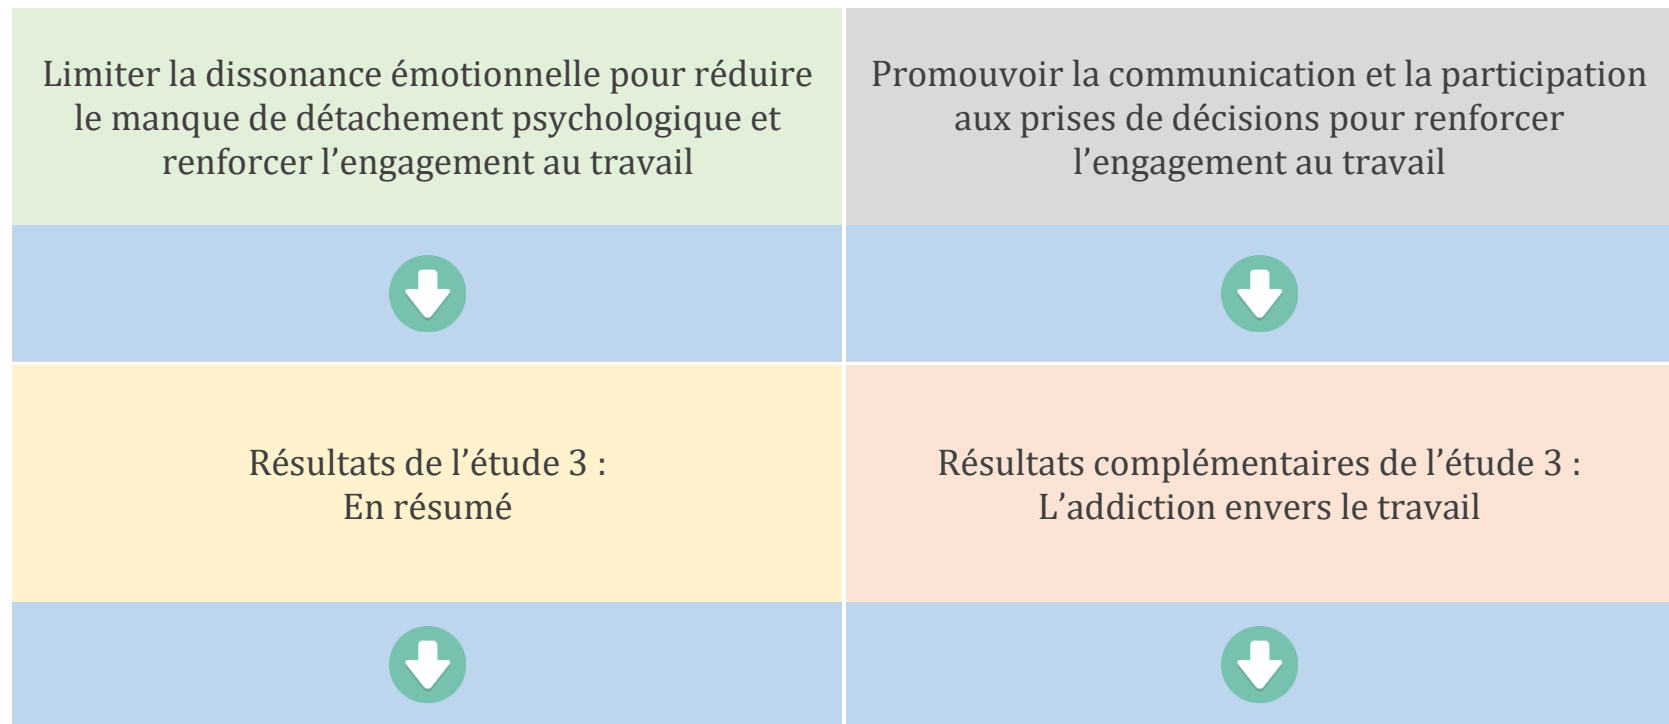 Limiter la dissonance émotionnelle pour réduire
le manque de détachement psychologique et
renforcer l’engagement au travail
Promouvoir la communication et la participation
aux prises de décisions pour renforcer
l’engagement au travail
Résultats de l’étude 3 :
En résumé
Résultats complémentaires de l’étude 3 :
L’addiction envers le travail